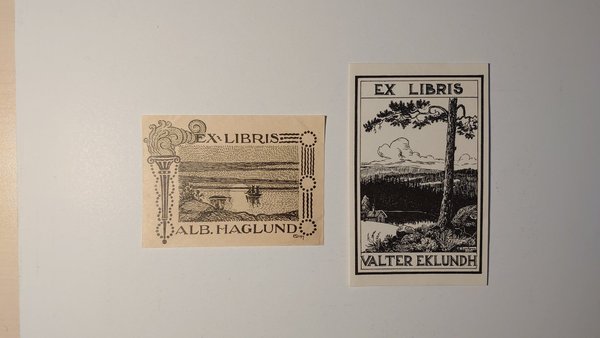 EX LIBRIS
ALB. HAGLUND
EX LIBRIS
VALTER EKLUNDH